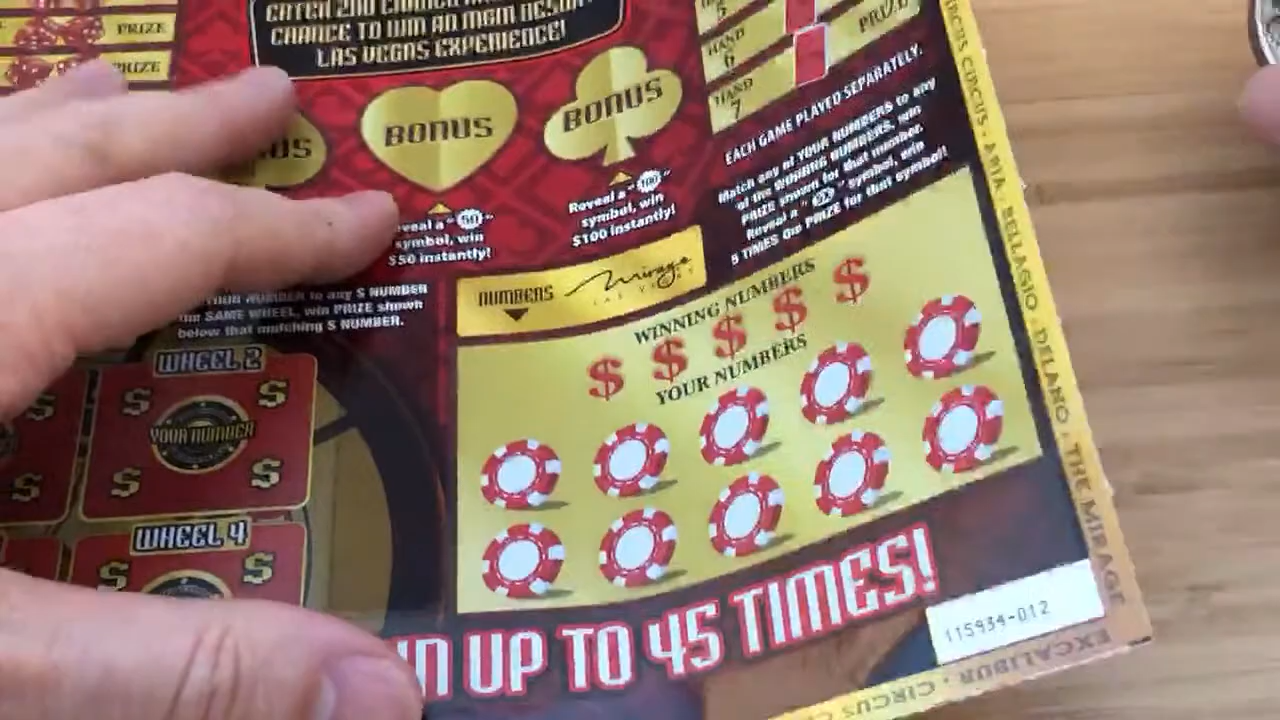 PRIZE
PRIZE
CHANCE TO WIN AN MGM
LAS VEGAS EXPERIENCE!
BONUS
BONUS
Reveal a "100"
symbol, win
$100 instantly!
"50"
symbol, win
$50 instantly!
HAND
6
PRIZE
HAND
7
EACH GAME PLAYED SEPARATELY.
Match any of YOUR NUMBERS to any
of the WINNING NUMBERS, win
PRIZE shown for that number.
Reveal a " " symbol, win
5 TIMES the PRIZE for that symbol!
NUMBERS
Mirage
LAS VEGAS
WINNING NUMBERS
$ $ $ $ $
YOUR NUMBERS
NUMBER to any $ NUMBER
SAME WHEEL, win PRIZE shown
below that matching $ NUMBER.
WHEEL 2
$ $
YOUR NUMBER
$ $
WHEEL 4
$ $
UP TO 45 TIMES!
115934-012
CIRCUS CIRCUS · ARIA · BELLAGIO · DELANO · THE MIRAGE
EXCALIBUR · CIRCUS